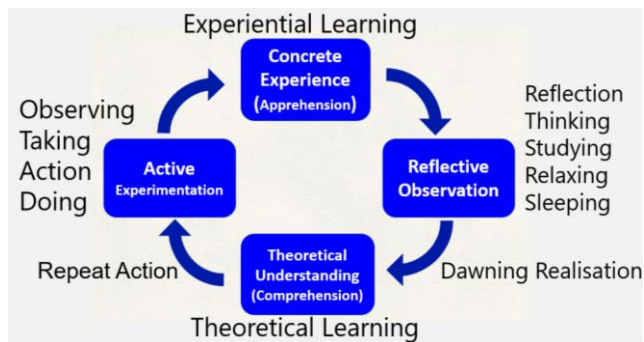 Experiential Learning
Concrete
Experience
(Apprehension)
Observing
Taking
Action
Doing
Active
Experimentation
Reflective
Observation
Reflection
Thinking
Studying
Relaxing
Sleeping
Repeat Action
Theoretical
Understanding
(Comprehension)
Dawning Realisation
Theoretical Learning